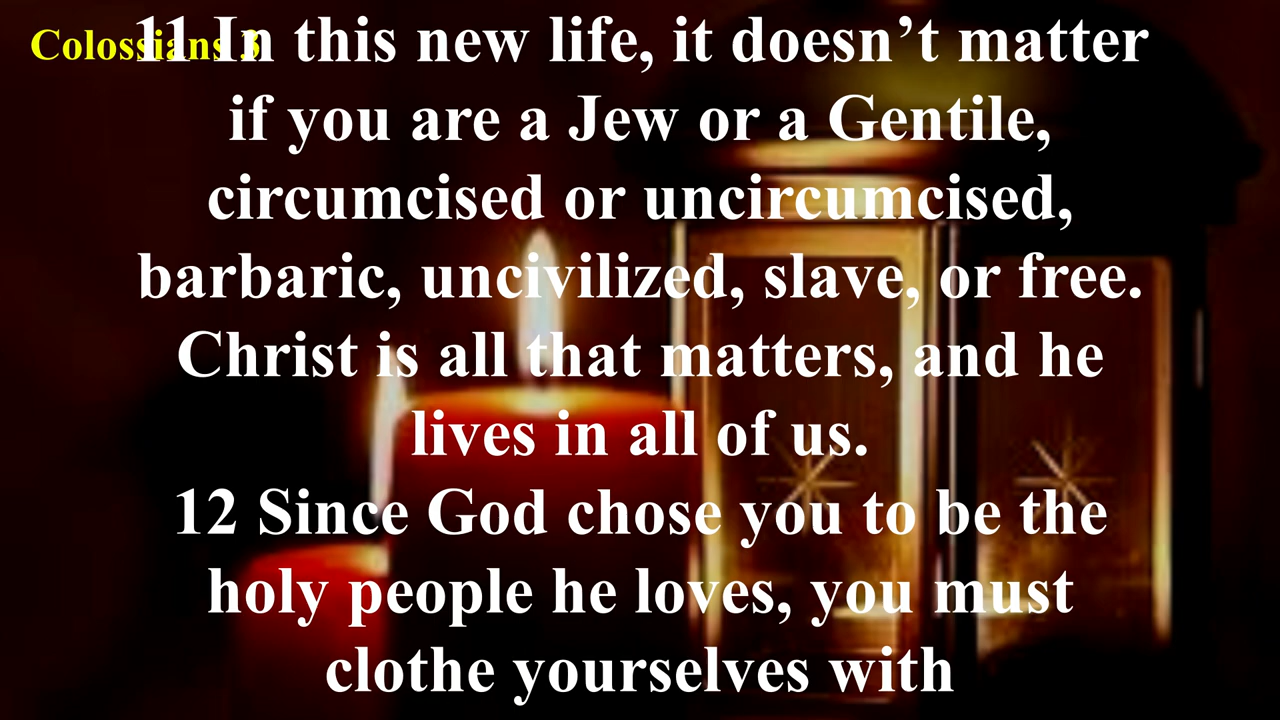 Colossians 3
11 In this new life, it doesn’t matter
if you are a Jew or a Gentile,
circumcised or uncircumcised,
barbaric, uncivilized, slave, or free.
Christ is all that matters, and he
lives in all of us.
12 Since God chose you to be the
holy people he loves, you must
clothe yourselves with